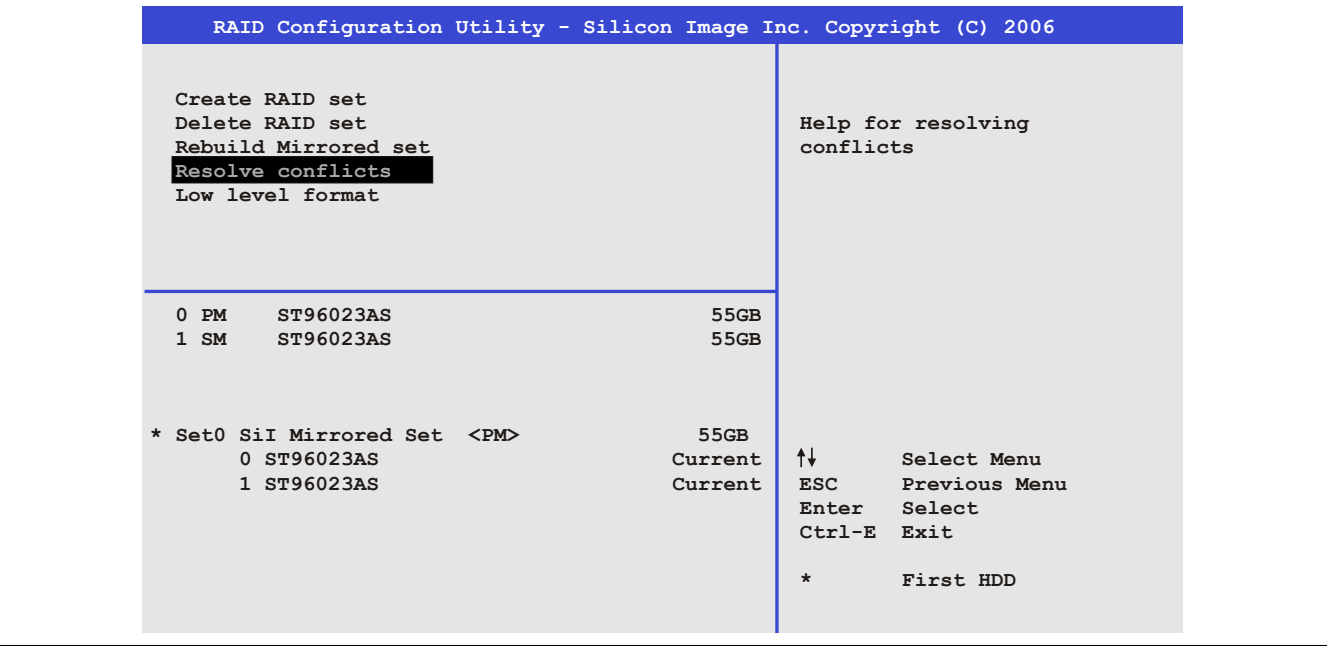 RAID Configuration Utility - Silicon Image Inc. Copyright (C) 2006
Create RAID set
Delete RAID set
Rebuild Mirrored set
Resolve conflicts
Low level format
Help for resolving
conflicts
0 PM ST96023AS 55GB
1 SM ST96023AS 55GB
* Set0 SiI Mirrored Set <PM> 55GB
0 ST96023AS Current
1 ST96023AS Current
↑↓ Select Menu
ESC Previous Menu
Enter Select
Ctrl-E Exit
* First HDD